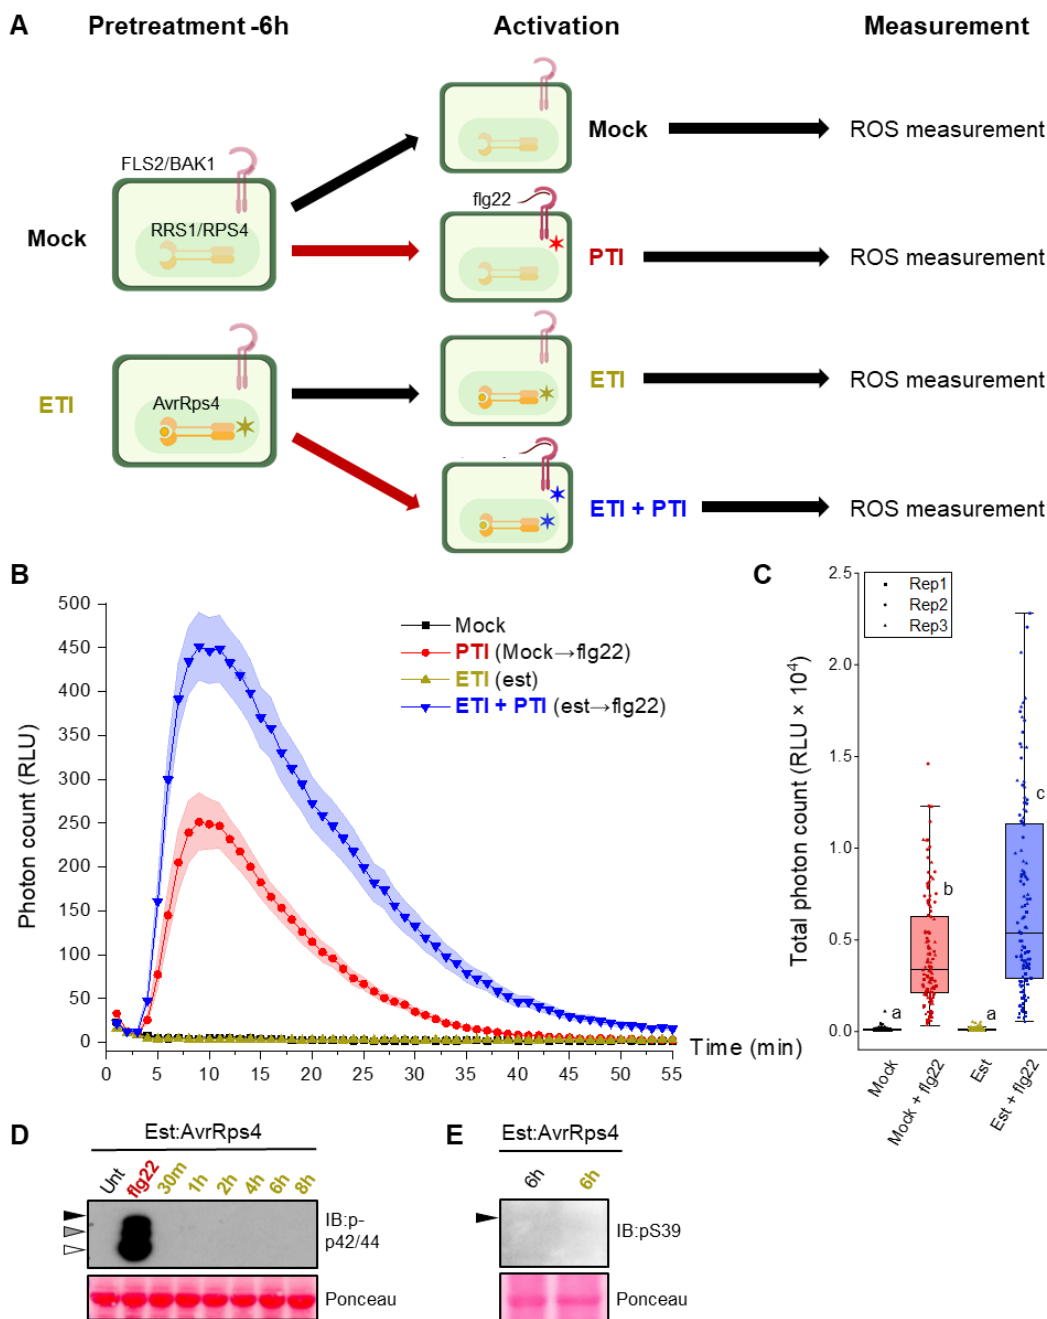 A Pretreatment -6h Activation Measurement
Mock ROS measurement
FLS2/BAK1
flg22
RRS1/RPS4
Mock
PTI ROS measurement
AvrRps4
ETI
ETI ROS measurement
ETI + PTI ROS measurement
B
500
450
400
350
300
250
200
150
100
50
0
Photon count (RLU)
Mock
PTI (Mock→flg22)
ETI (est)
ETI + PTI (est→flg22)
0 5 10 15 20 25 30 35 40 45 50 55
Time (min)
C
2.5
2.0
1.5
1.0
0.5
0.0
Total photon count (RLU × 10⁴)
Rep1
Rep2
Rep3
a b a c
Mock Mock + flg22 Est Est + flg22
D
Est:AvrRps4
Unt flg22 30m 1h 2h 4h 6h 8h
IB:p-
p42/44
Ponceau
E
Est:AvrRps4
6h 6h
IB:pS39
Ponceau